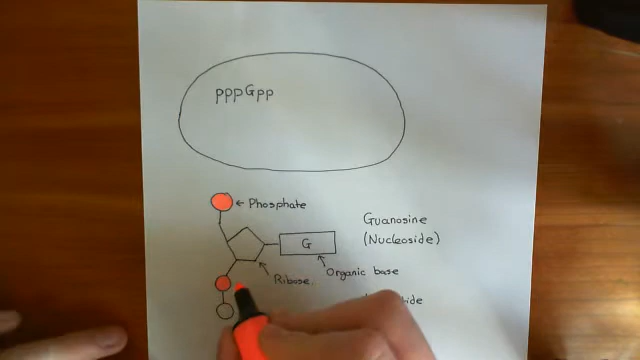 pppGpp
Phosphate
Guanosine
G
(Nucleoside)
Organic base
Ribose..